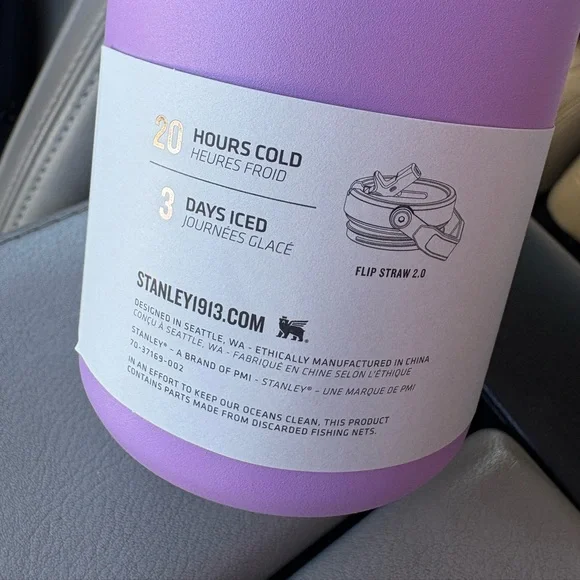 20 HOURS COLD
HEURES FROID
3 DAYS ICED
JOURNÉES GLACÉ
FLIP STRAW 2.0
STANLEY1913.COM
DESIGNED IN SEATTLE, WA - ETHICALLY MANUFACTURED IN CHINA
CONÇU À SEATTLE, WA - FABRIQUÉ EN CHINE SELON L'ÉTHIQUE
STANLEY® - A BRAND OF PMI - STANLEY® - UNE MARQUE DE PMI
70-37169-002
IN AN EFFORT TO KEEP OUR OCEANS CLEAN, THIS PRODUCT
CONTAINS PARTS MADE FROM DISCARDED FISHING NETS.